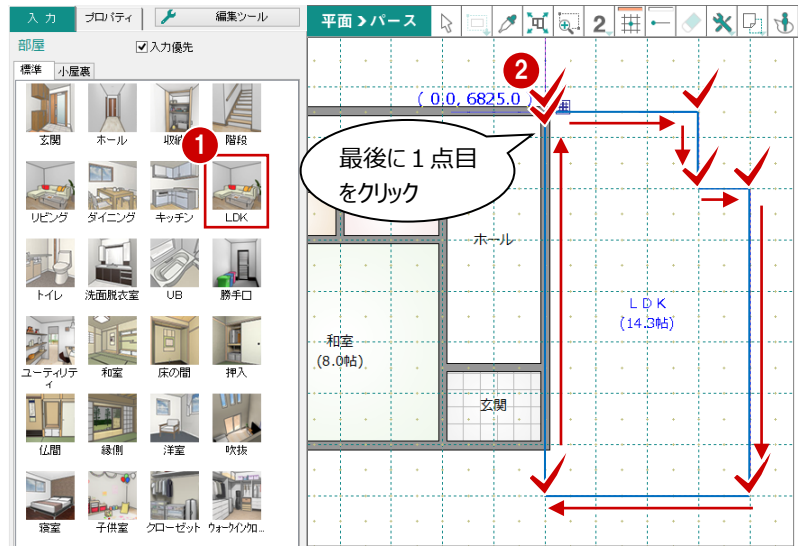 入 力
プロパティ
編集ツール
部屋
入力優先
標準
小屋裏
玄関
ホール
収納
階段
リビング
ダイニング
キッチン
LDK
トイレ
洗面脱衣室
UB
勝手口
ユーティリテ
ィ
和室
床の間
押入
仏間
縁側
洋室
吹抜
寝室
子供室
クローゼット
ウォークインクロ...
1
平面
パース
2
2
( 0.0, 6825.0 )
最後に１点目
をクリック
ホール
ＬＤＫ
(14.3帖)
和室
(8.0帖)
玄関